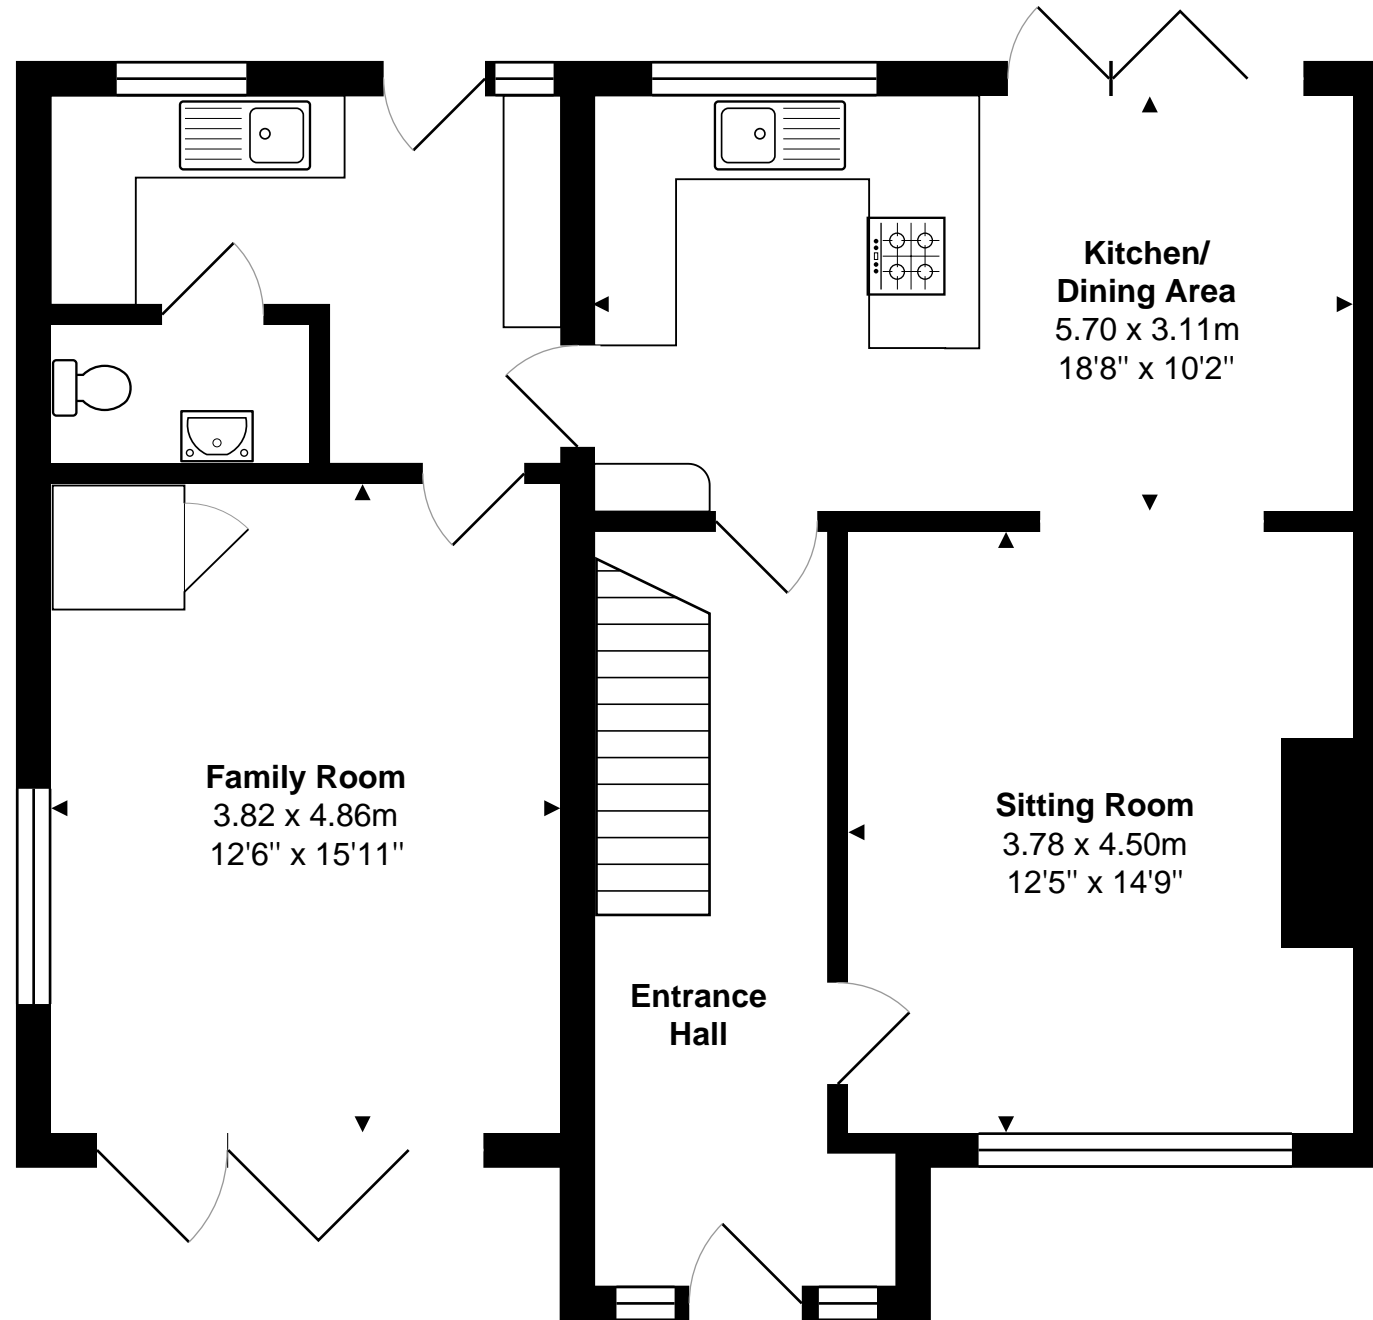 Kitchen/
Dining Area
5.70 x 3.11m
18'8" x 10'2"
Family Room
3.82 x 4.86m
12'6" x 15'11"
Sitting Room
3.78 x 4.50m
12'5" x 14'9"
Entrance
Hall